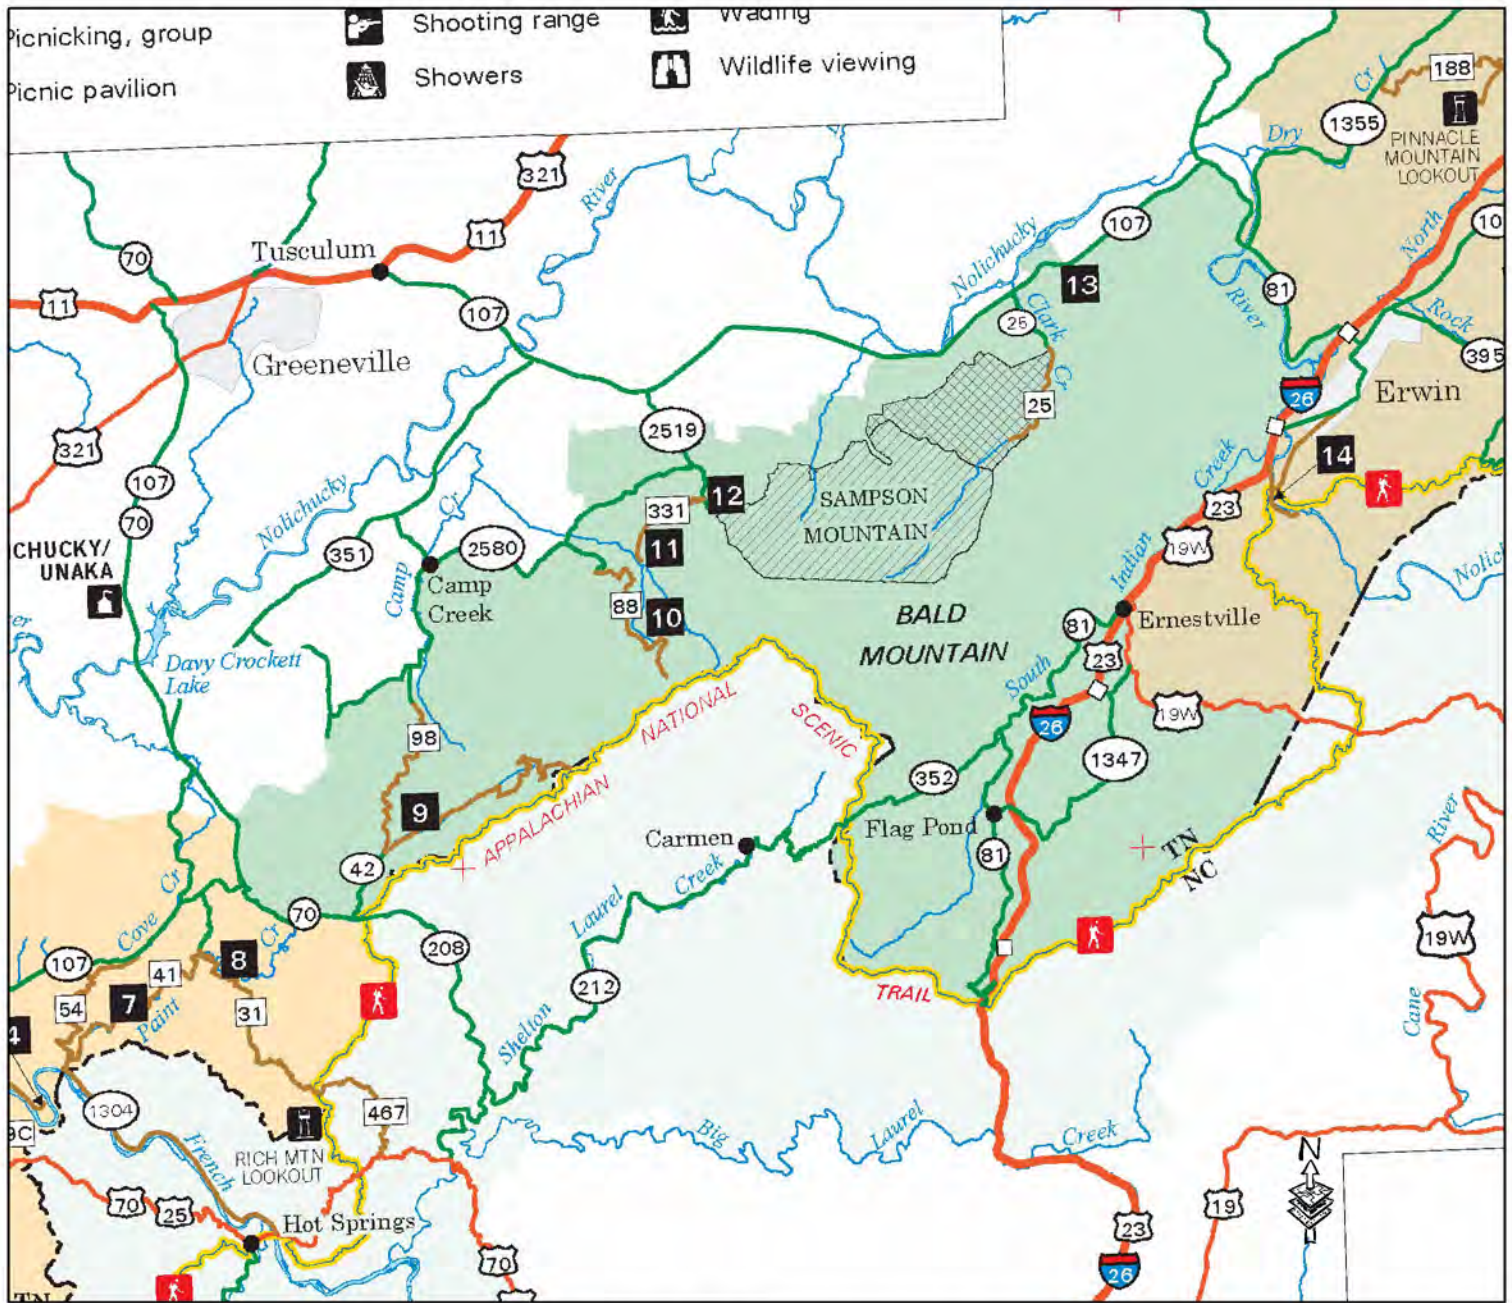 Picnicking, group
Shooting range
Wading
Picnic pavilion
Showers
Wildlife viewing
188
Cr
1355
PINNACLE
MOUNTAIN
LOOKOUT
Dry
321
River
11
Tusculum
70
107
North
10
Nolichucky
13
81
River
11
107
25
Clark
Rock
395
Greeneville
Cr
26
Erwin
321
25
2519
14
107
Nolichucky
Cr
12
SAMPSON
MOUNTAIN
Creek
23
70
331
CHUCKY/
UNAKA
351
2580
11
19W
Indian
Camp
Camp
Creek
88
10
BALD
MOUNTAIN
81
Ernestville
23
Davy Crockett
Lake
South
NATIONAL
SCENIC
19W
98
26
1347
352
9
APPALACHIAN
Carmen
Flag Pond
81
TN
NC
River
42
Creek
Cr
Cove
70
Laurel
19W
107
Cr
208
8
41
212
TRAIL
54
7
31
Paint
Shelton
Cane
4
1304
467
9C
French
RICH MTN
LOOKOUT
Big
Laurel
Creek
N
70
25
Hot Springs
19
23
70
26
TN